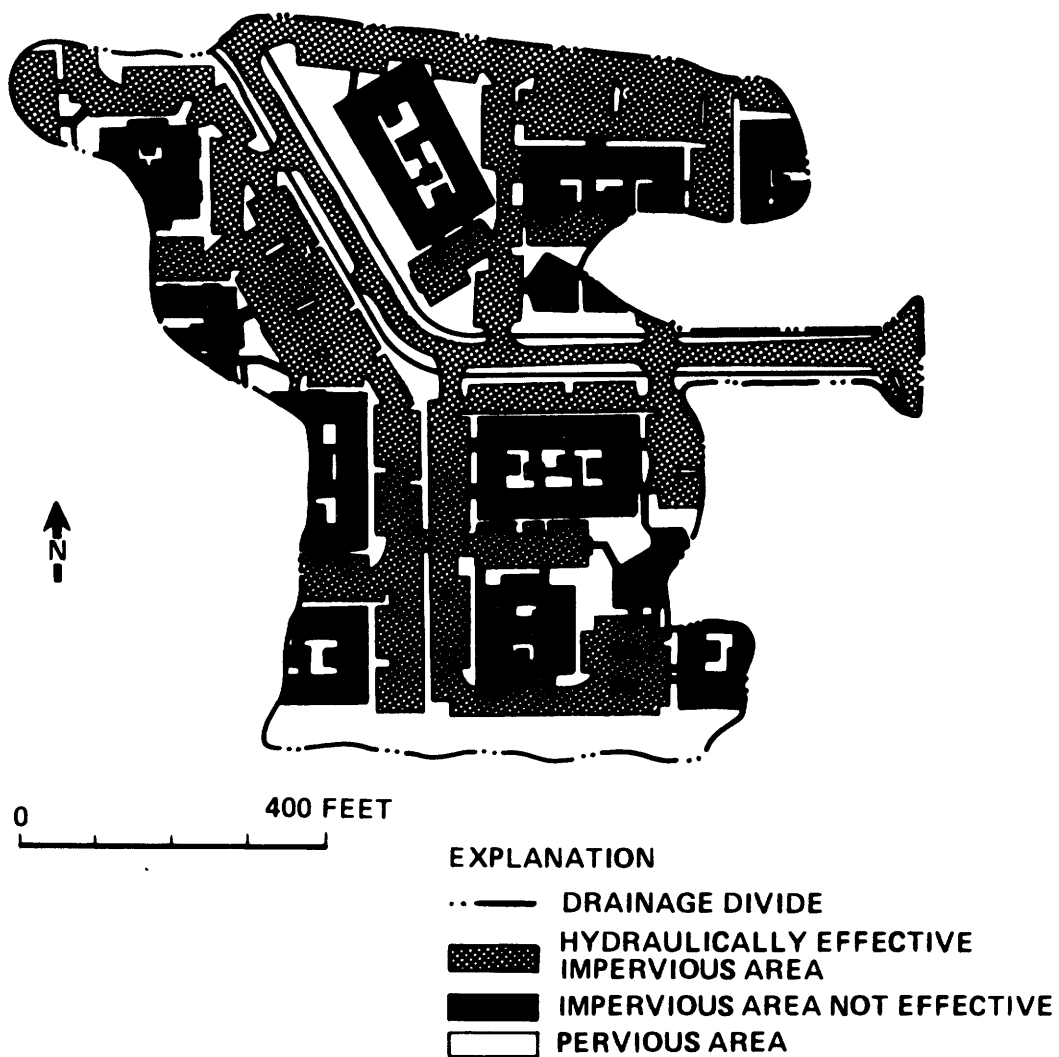 N
0 400 FEET
EXPLANATION
DRAINAGE DIVIDE
HYDRAULICALLY EFFECTIVE
IMPERVIOUS AREA
IMPERVIOUS AREA NOT EFFECTIVE
PERVIOUS AREA